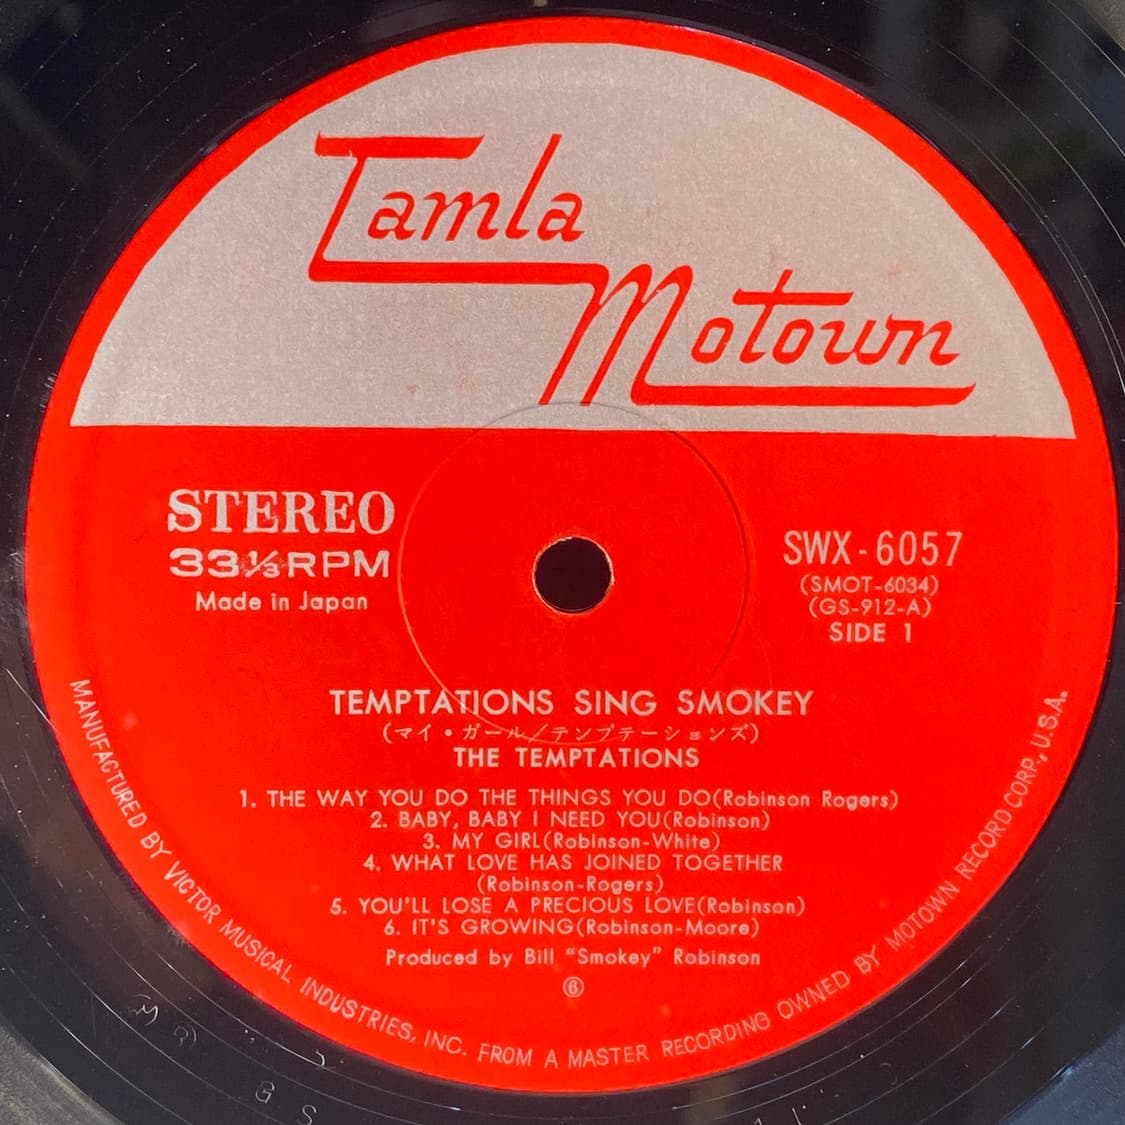 Tamla
Motown
STEREO
33⅓RPM
Made in Japan
SWX-6057
(SMOT-6034)
(GS-912-A)
SIDE 1
TEMPTATIONS SING SMOKEY
(マイ・ガール/テンプテーションズ)
THE TEMPTATIONS
1. THE WAY YOU DO THE THINGS YOU DO(Robinson Rogers)
2. BABY, BABY I NEED YOU(Robinson)
3. MY GIRL(Robinson-White)
4. WHAT LOVE HAS JOINED TOGETHER
(Robinson-Rogers)
5. YOU'LL LOSE A PRECIOUS LOVE(Robinson)
6. IT'S GROWING(Robinson-Moore)
Produced by Bill "Smokey" Robinson
⑥
MANUFACTURED BY VICTOR MUSICAL INDUSTRIES, INC. FROM A MASTER RECORDING OWNED BY MOTOWN RECORD CORP., U.S.A.